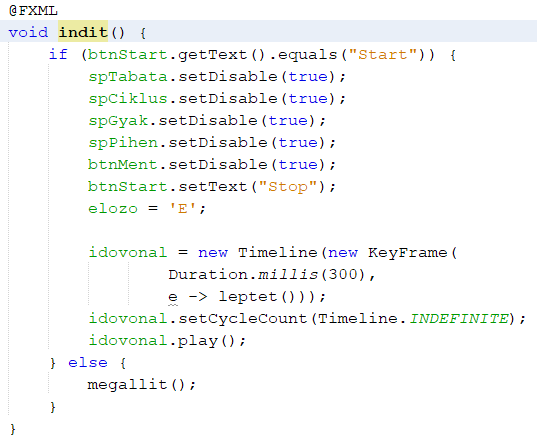 @FXML
void indit() {
    if (btnStart.getText().equals("Start")) {
        spTabata.setDisable(true);
        spCiklus.setDisable(true);
        spGyak.setDisable(true);
        spPihen.setDisable(true);
        btnMent.setDisable(true);
        btnStart.setText("Stop");
        elozo = 'E';

        idovonal = new Timeline(new KeyFrame(
                Duration.millis(300),
                e -> leptet()));
        idovonal.setCycleCount(Timeline.INDEFINITE);
        idovonal.play();
    } else {
        megallit();
    }
}